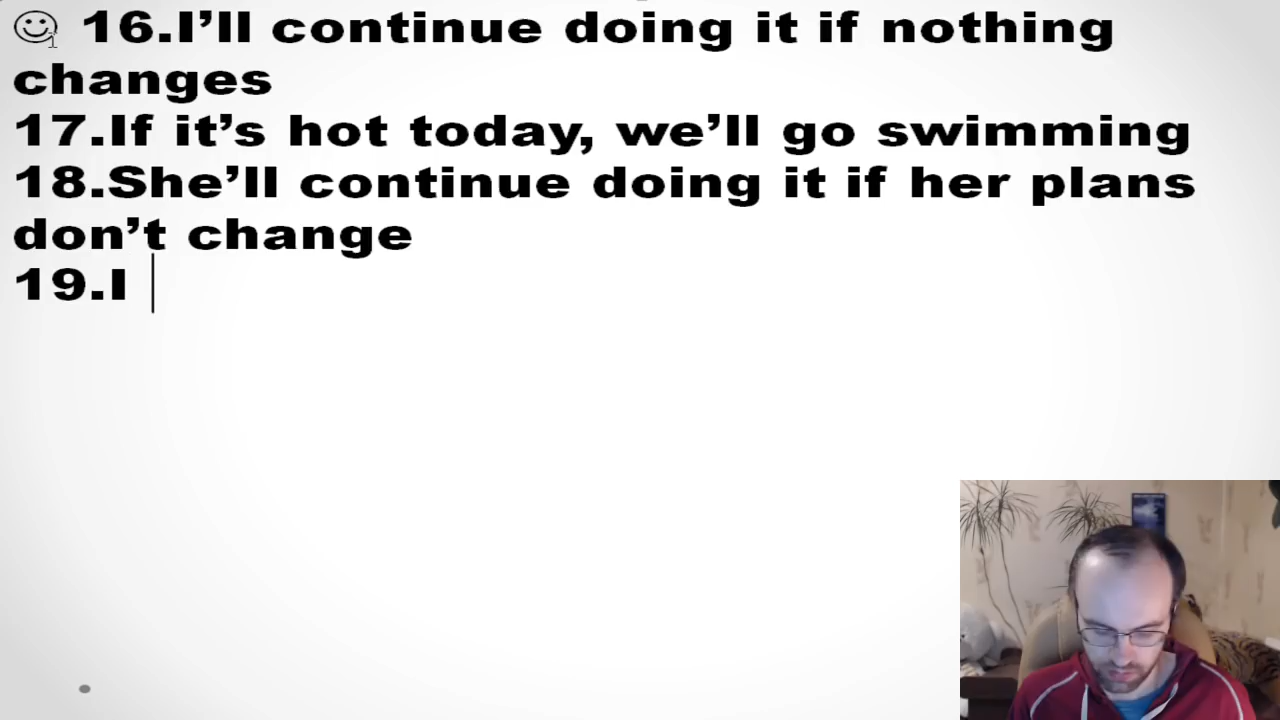 ☺ 16.I’ll continue doing it if nothing
changes
17.If it’s hot today, we’ll go swimming
18.She’ll continue doing it if her plans
don’t change
19.I